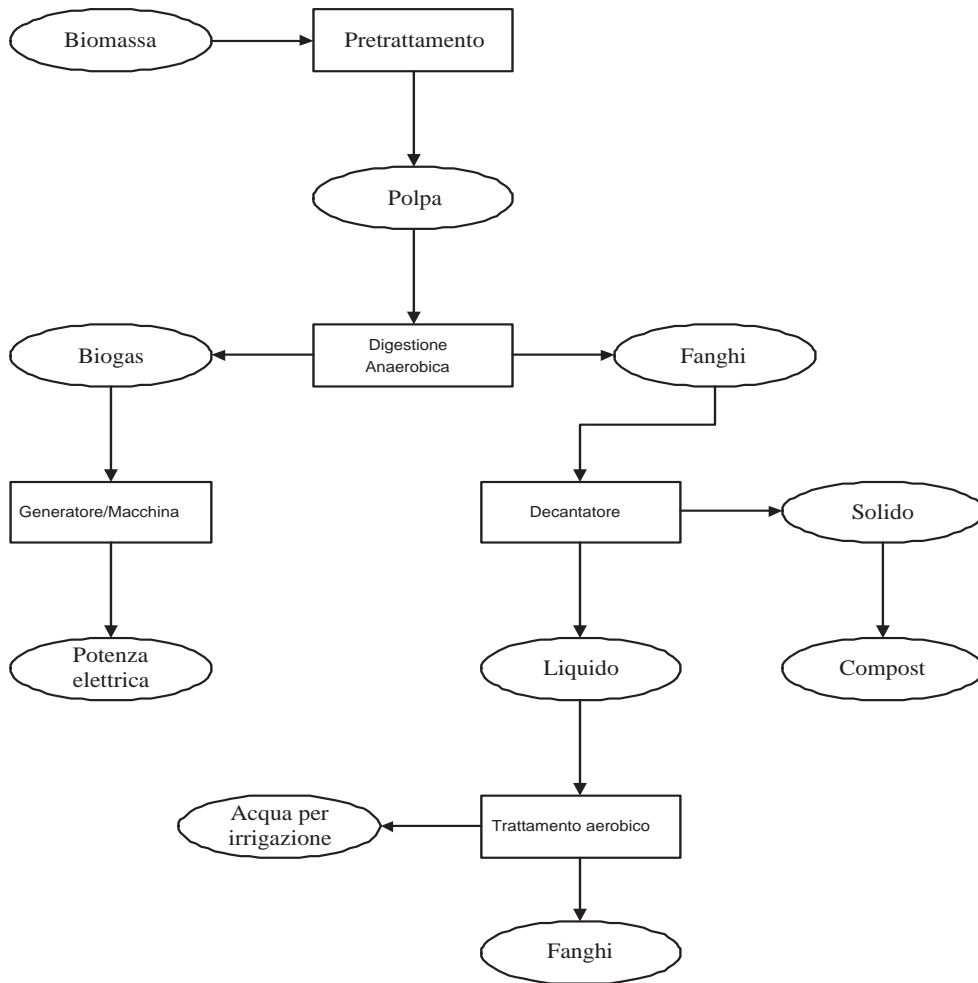 Biomassa
Pretrattamento
Polpa
Biogas
Digestione
Anaerobica
Fanghi
Generatore/Macchina
Decantatore
Solido
Potenza
elettrica
Liquido
Compost
Acqua per
irrigazione
Trattamento aerobico
Fanghi